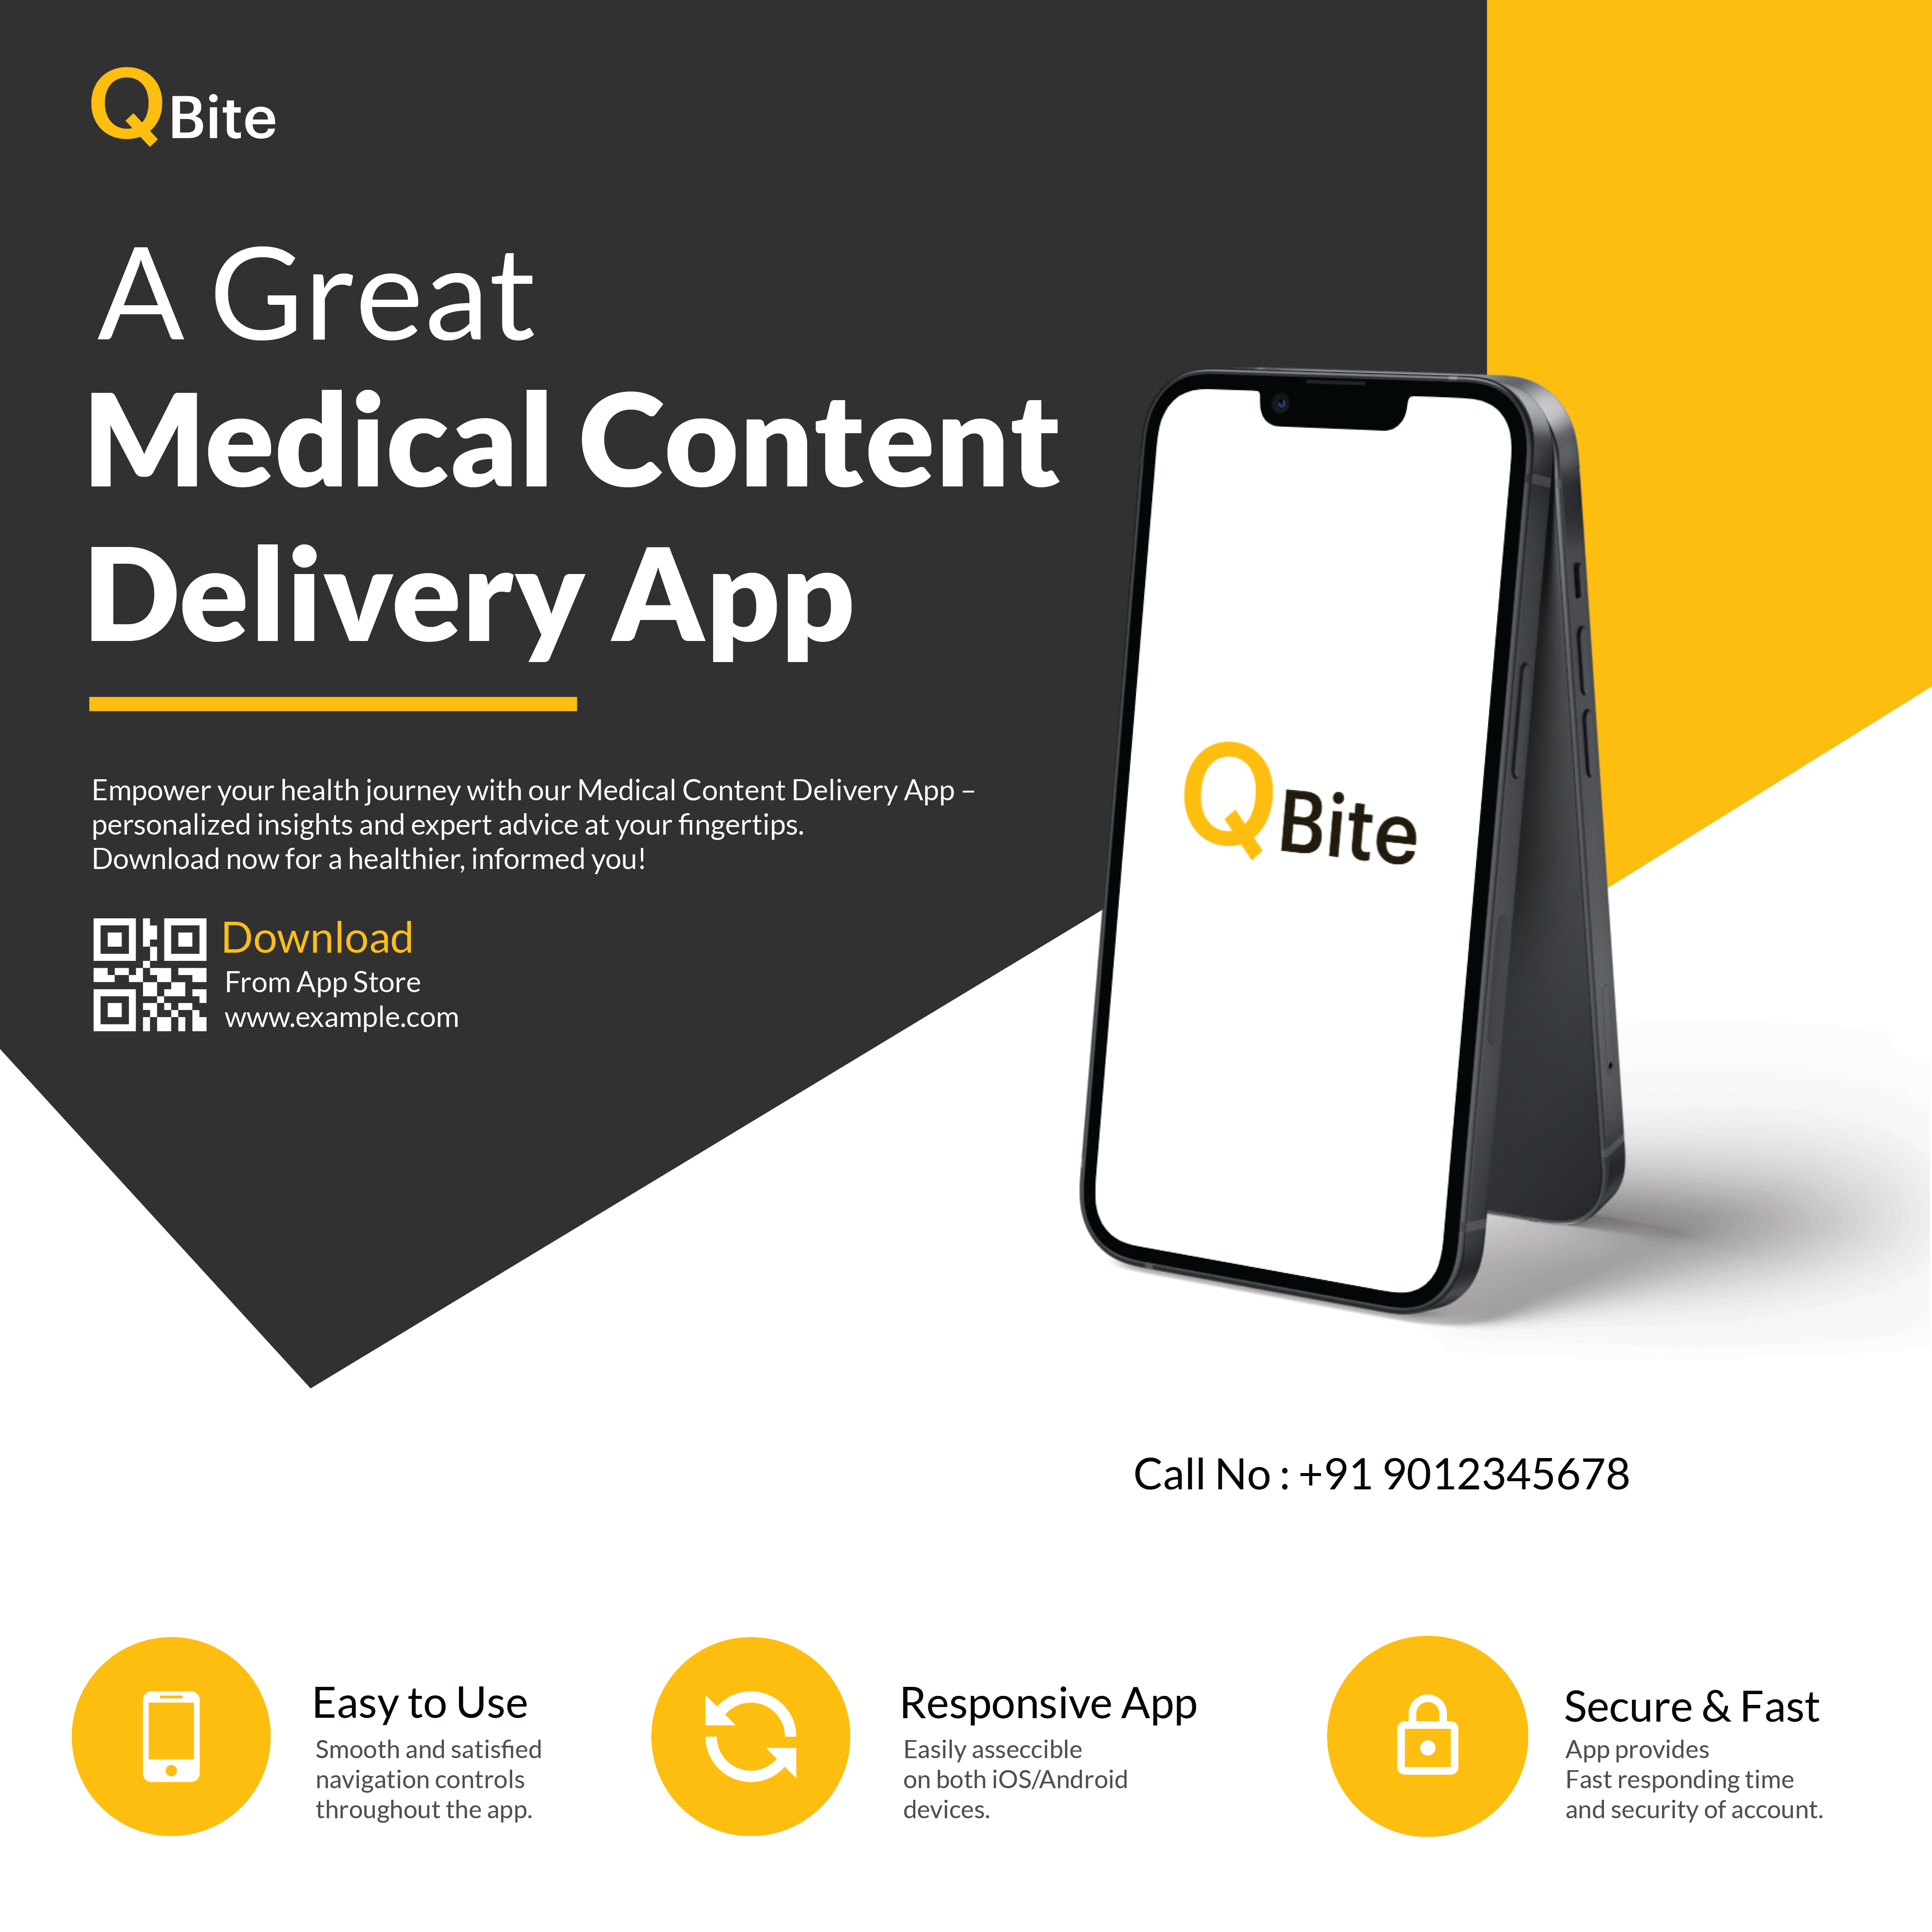 Q Bite
A Great
Medical Content
Delivery App
Empower your health journey with our Medical Content Delivery App –
personalized insights and expert advice at your fingertips.
Download now for a healthier, informed you!
Download
From App Store
www.example.com
Q Bite
Call No : +91 9012345678
Easy to Use
Smooth and satisfied
navigation controls
throughout the app.
Responsive App
Easily asseccible
on both iOS/Android
devices.
Secure & Fast
App provides
Fast responding time
and security of account.